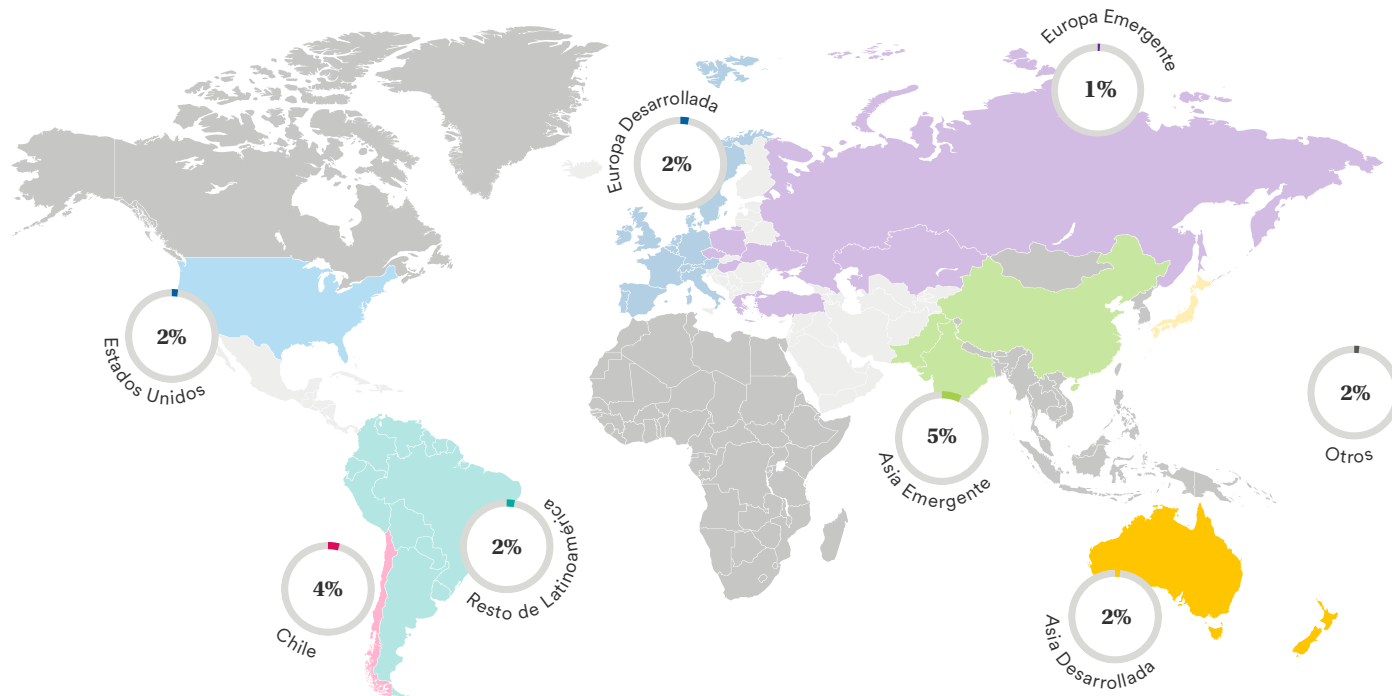 Europa Emergente
1%
Europa Desarrollada
2%
2%
Estados Unidos
2%
Otros
5%
Asia Emergente
2%
Resto de Latinoamérica
4%
Chile
2%
Asia Desarrollada